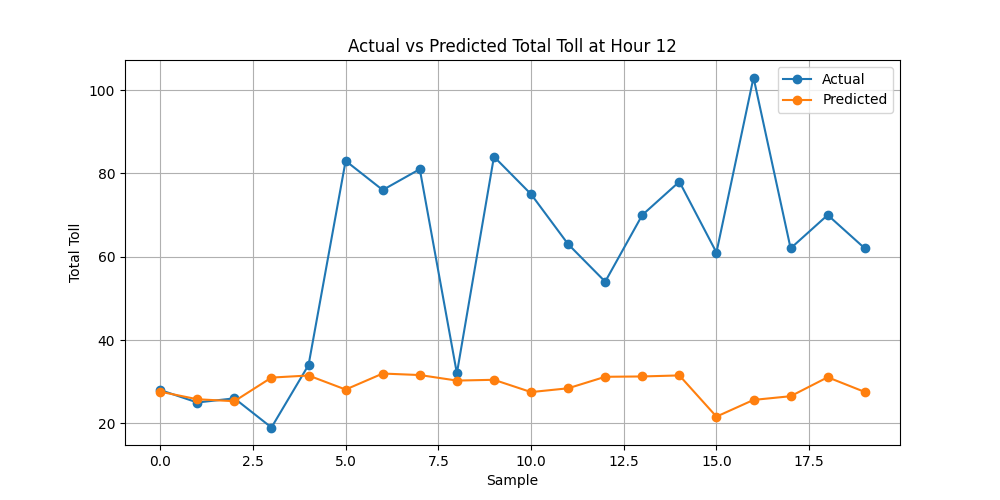 Actual vs Predicted Total Toll at Hour 12
Actual
Predicted
100
80
60
40
20
Total Toll
0.0 2.5 5.0 7.5 10.0 12.5 15.0 17.5
Sample